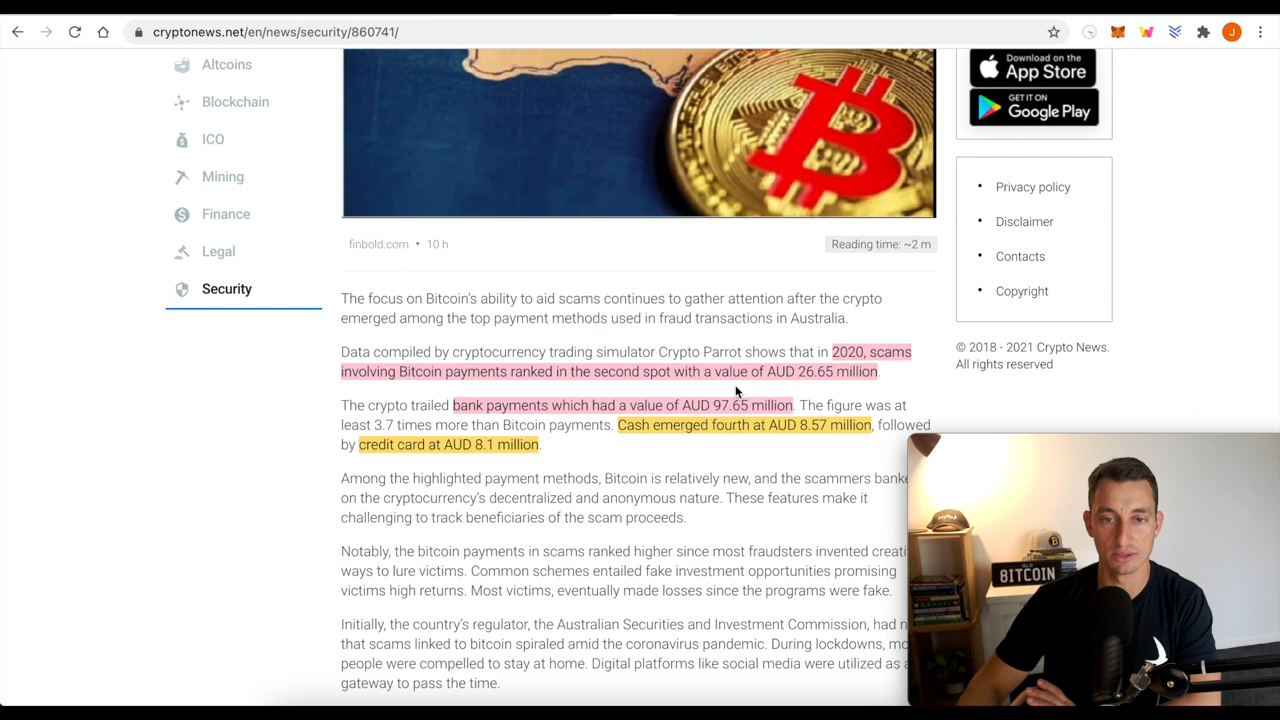 cryptonews.net/en/news/security/860741/
J
Altcoins
Blockchain
ICO
Mining
Finance
Legal
Security
finbold.com • 10 h
Reading time: ~2 m
The focus on Bitcoin's ability to aid scams continues to gather attention after the crypto
emerged among the top payment methods used in fraud transactions in Australia.
Data compiled by cryptocurrency trading simulator Crypto Parrot shows that in 2020, scams
involving Bitcoin payments ranked in the second spot with a value of AUD 26.65 million.
The crypto trailed bank payments which had a value of AUD 97.65 million. The figure was at
least 3.7 times more than Bitcoin payments. Cash emerged fourth at AUD 8.57 million, followed
by credit card at AUD 8.1 million.
Among the highlighted payment methods, Bitcoin is relatively new, and the scammers banke
on the cryptocurrency's decentralized and anonymous nature. These features make it
challenging to track beneficiaries of the scam proceeds.
Notably, the bitcoin payments in scams ranked higher since most fraudsters invented creati
ways to lure victims. Common schemes entailed fake investment opportunities promising
victims high returns. Most victims, eventually made losses since the programs were fake.
Initially, the country's regulator, the Australian Securities and Investment Commission, had n
that scams linked to bitcoin spiraled amid the coronavirus pandemic. During lockdowns, mo
people were compelled to stay at home. Digital platforms like social media were utilized as a
gateway to pass the time.
Download on the
App Store
GET IT ON
Google Play
• Privacy policy
• Disclaimer
• Contacts
• Copyright
© 2018 - 2021 Crypto News.
All rights reserved
BITCOIN